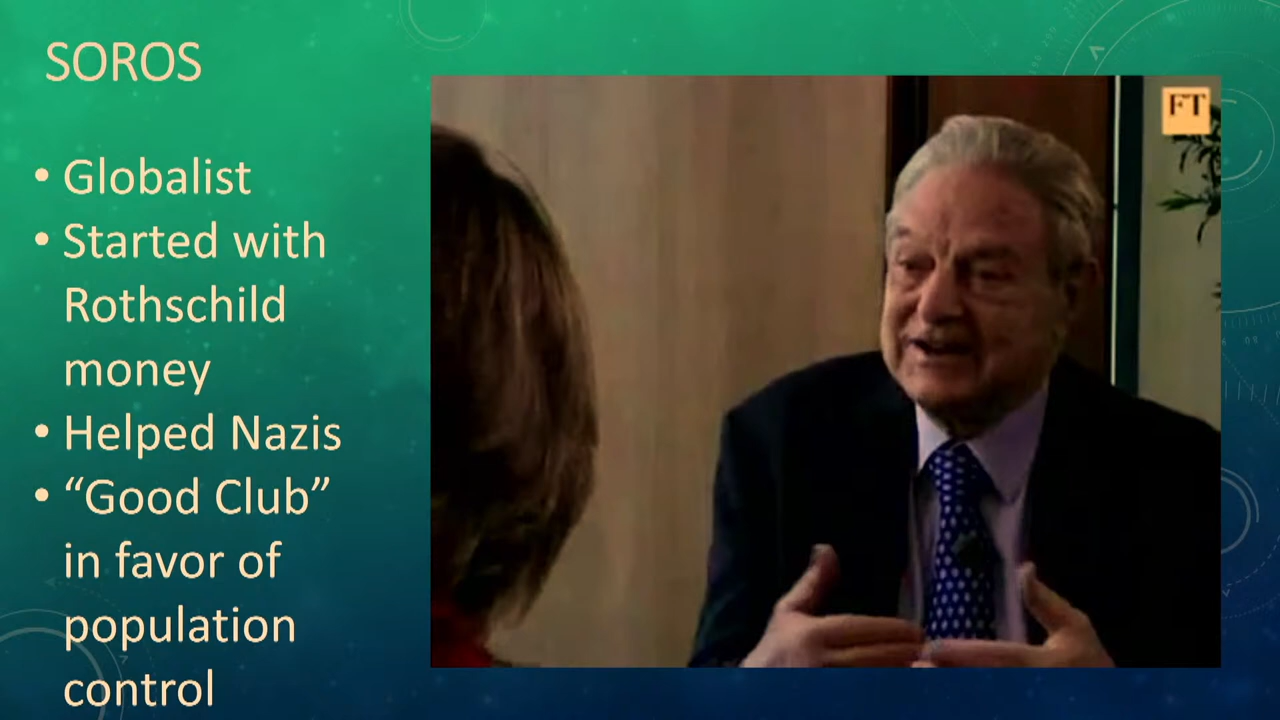 SOROS
FT
• Globalist
• Started with
Rothschild
money
• Helped Nazis
• “Good Club”
in favor of
population
control